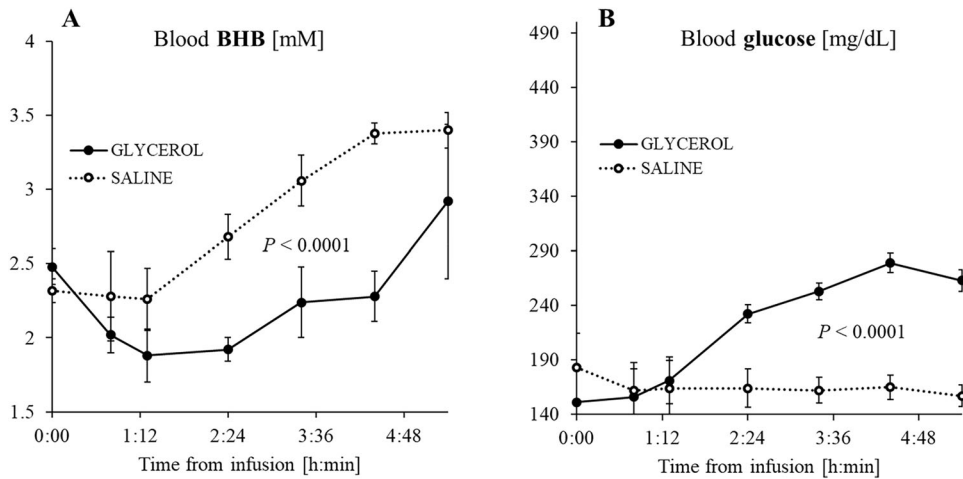 A
Blood BHB [mM]
4
3.5
3
2.5
2
1.5
GLYCEROL
SALINE
P < 0.0001
0:00 1:12 2:24 3:36 4:48
Time from infusion [h:min]
B
Blood glucose [mg/dL]
490
440
390
340
290
240
190
140
GLYCEROL
SALINE
P < 0.0001
0:00 1:12 2:24 3:36 4:48
Time from infusion [h:min]